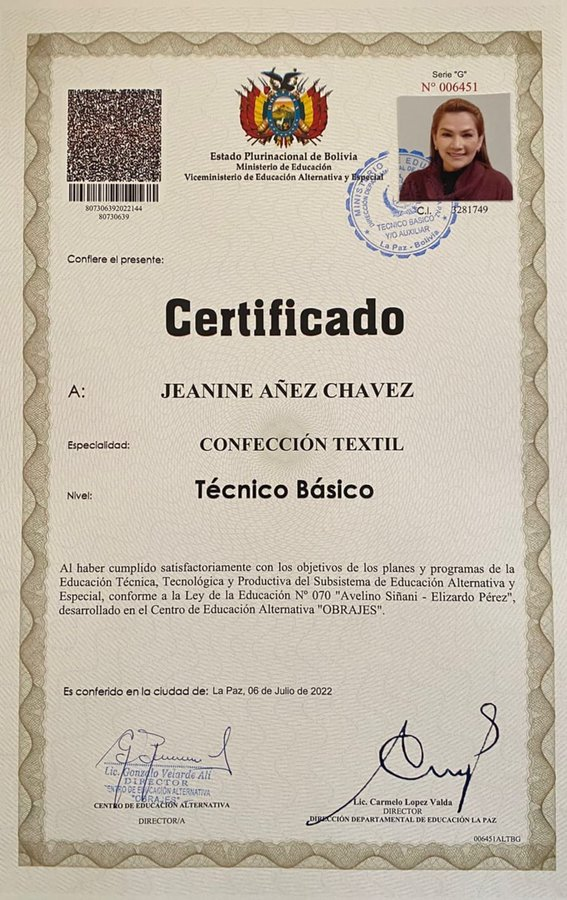 Serie "G"
N° 006451
Estado Plurinacional de Bolivia
Ministerio de Educación
Viceministerio de Educación Alternativa y Especial
807306392022144
80730639
MINISTERIO DE EDU
TECNICO BASICO
Y/O AUXILIAR
La Paz - Bolivia
C.I. 3281749
Confiere el presente:
Certificado
A: JEANINE AÑEZ CHAVEZ
Especialidad: CONFECCIÓN TEXTIL
Nivel: Técnico Básico
Al haber cumplido satisfactoriamente con los objetivos de los planes y programas de la
Educación Técnica, Tecnológica y Productiva del Subsistema de Educación Alternativa y
Especial, conforme a la Ley de la Educación Nº 070 "Avelino Siñani - Elizardo Pérez",
desarrollado en el Centro de Educación Alternativa "OBRAJES".
Es conferido en la ciudad de: La Paz, 06 de Julio de 2022
Lic. Gonzalo Velarde Alí
DIRECTOR
CENTRO DE EDUCACIÓN ALTERNATIVA
"OBRAJES"
CENTRO DE EDUCACIÓN ALTERNATIVA
DIRECTOR/A
Lic. Carmelo Lopez Valda
DIRECTOR
DIRECCIÓN DEPARTAMENTAL DE EDUCACIÓN LA PAZ
006451ALTBG